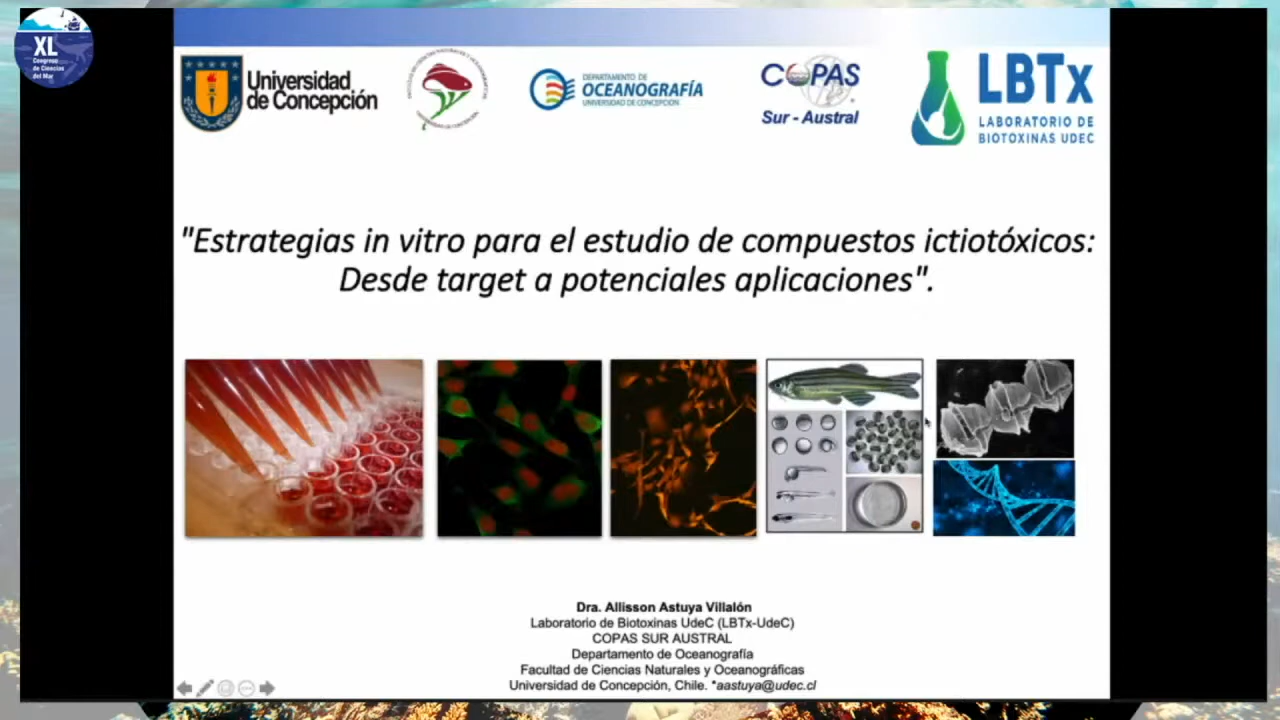 XL
Congreso
de Ciencias
del Mar
Universidad
de Concepción
DEPARTAMENTO DE
OCEANOGRAFÍA
UNIVERSIDAD DE CONCEPCIÓN
COPAS
Sur - Austral
LBTx
LABORATORIO DE
BIOTOXINAS UDEC
"Estrategias in vitro para el estudio de compuestos ictiotóxicos:
Desde target a potenciales aplicaciones".
Dra. Allisson Astuya Villalón
Laboratorio de Biotoxinas UdeC (LBTx-UdeC)
COPAS SUR AUSTRAL
Departamento de Oceanografía
Facultad de Ciencias Naturales y Oceanográficas
Universidad de Concepción, Chile. *aastuya@udec.cl